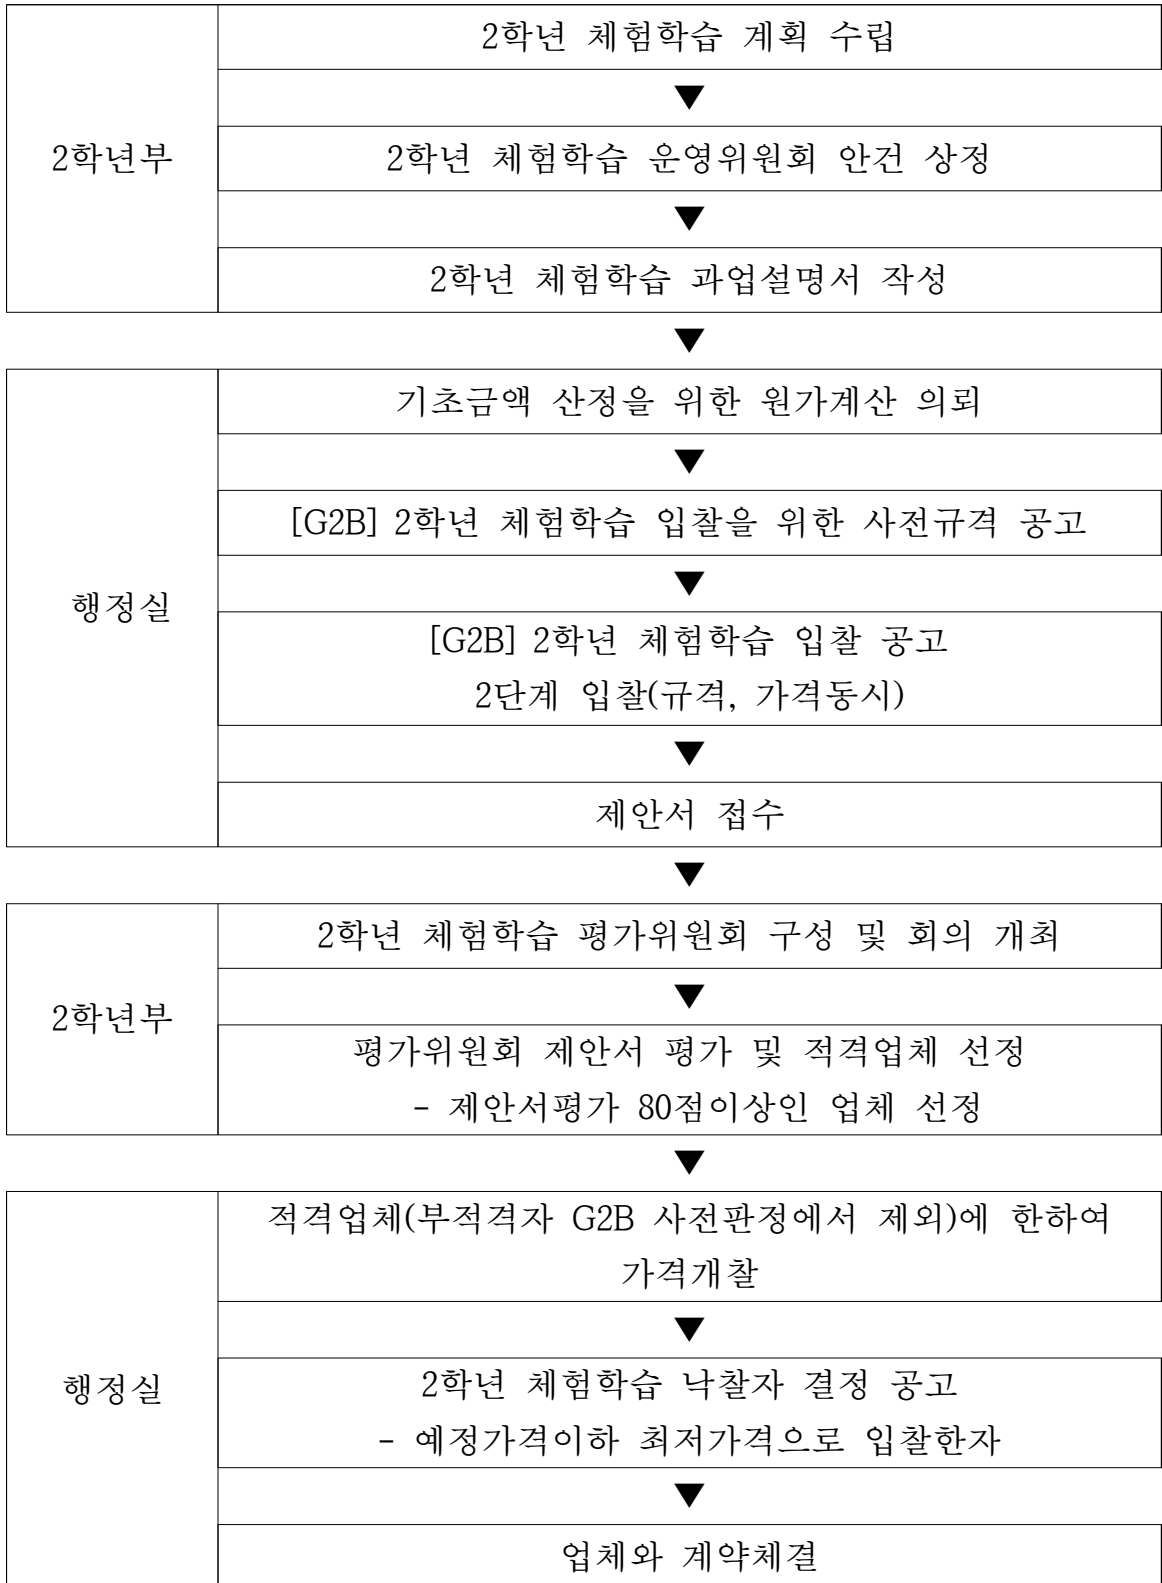 2학년부
2학년 체험학습 계획 수립
▼
2학년 체험학습 운영위원회 안건 상정
▼
2학년 체험학습 과업설명서 작성
▼
행정실
기초금액 산정을 위한 원가계산 의뢰
▼
[G2B] 2학년 체험학습 입찰을 위한 사전규격 공고
▼
[G2B] 2학년 체험학습 입찰 공고
2단계 입찰(규격, 가격동시)
▼
제안서 접수
▼
2학년부
2학년 체험학습 평가위원회 구성 및 회의 개최
▼
평가위원회 제안서 평가 및 적격업체 선정
- 제안서평가 80점이상인 업체 선정
▼
행정실
적격업체(부적격자 G2B 사전판정에서 제외)에 한하여
가격개찰
▼
2학년 체험학습 낙찰자 결정 공고
- 예정가격이하 최저가격으로 입찰한자
▼
업체와 계약체결